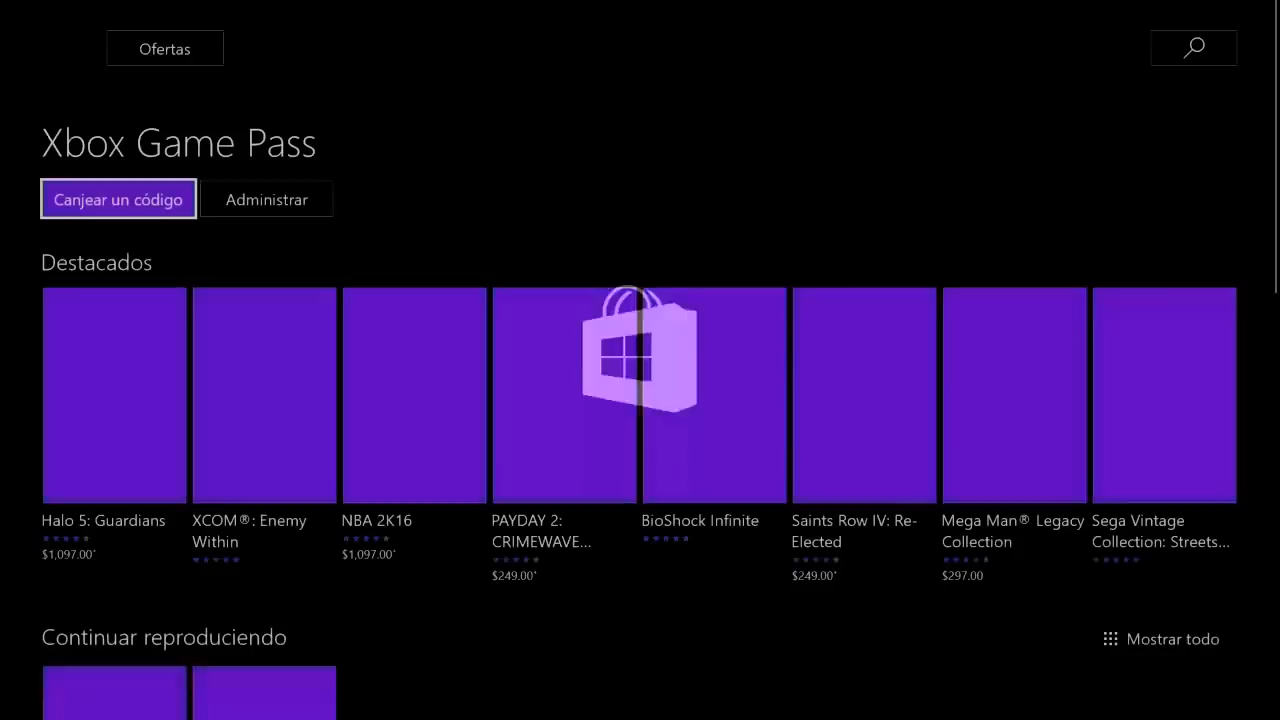 Ofertas
Xbox Game Pass
Canjear un código
Administrar
Destacados
Halo 5: Guardians
$1,097.00*
XCOM®: Enemy
Within
NBA 2K16
$1,097.00*
PAYDAY 2:
CRIMEWAVE...
$249.00*
BioShock Infinite
Saints Row IV: Re-
Elected
$249.00*
Mega Man® Legacy
Collection
$297.00
Sega Vintage
Collection: Streets...
Continuar reproduciendo
Mostrar todo